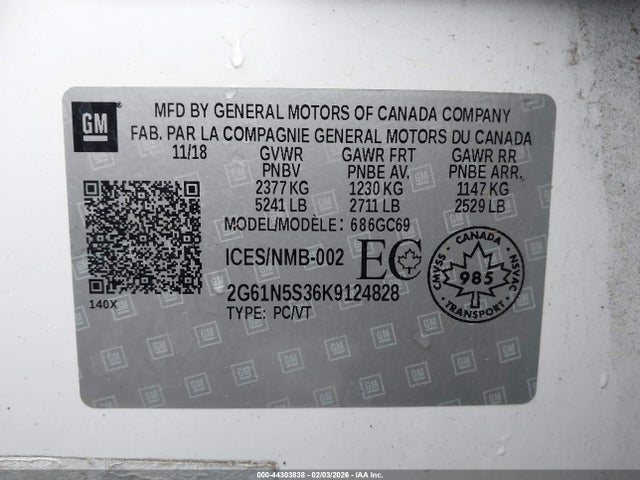 GM
MFD BY GENERAL MOTORS OF CANADA COMPANY
FAB. PAR LA COMPAGNIE GENERAL MOTORS DU CANADA
11/18 GVWR GAWR FRT GAWR RR
PNBV PNBE AV. PNBE ARR.
2377 KG 1230 KG 1147 KG
5241 LB 2711 LB 2529 LB
MODEL/MODÈLE: 686GC69
ICES/NMB-002 EC
2G61N5S36K9124828
TYPE: PC/VT
140X
CANADA
CMVSS 985 NSVAC
TRANSPORT
000-44303838 - 02/03/2026 - IAA Inc.